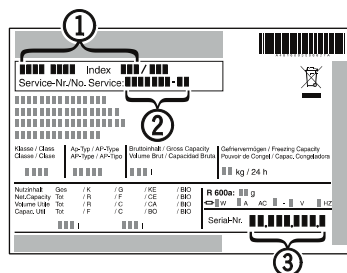 1
Index /
Service-Nr./No. Service: -
2
Klasse / Class Ap-Typ / AP-Type Bruttoinhalt / Gross Capacity Gefriervermögen / Freezing Capacity
Classe / Clase AP-Type / AP-Tipo Volume Brut / Capacidad Bruta Pouvoir de Congel / Capac, Congeladora
l kg / 24 h
Nutzinhalt Ges / K / G / KE / BIO
Net.Capacity Tot / R / F / CE / BIO
Volume Utile Tot / R / C / CA / BIO
Capac. Util Tot / F / C / BO / BIO
R 600a: g
W A AC - V HZ
l l
Serial-Nr.
3